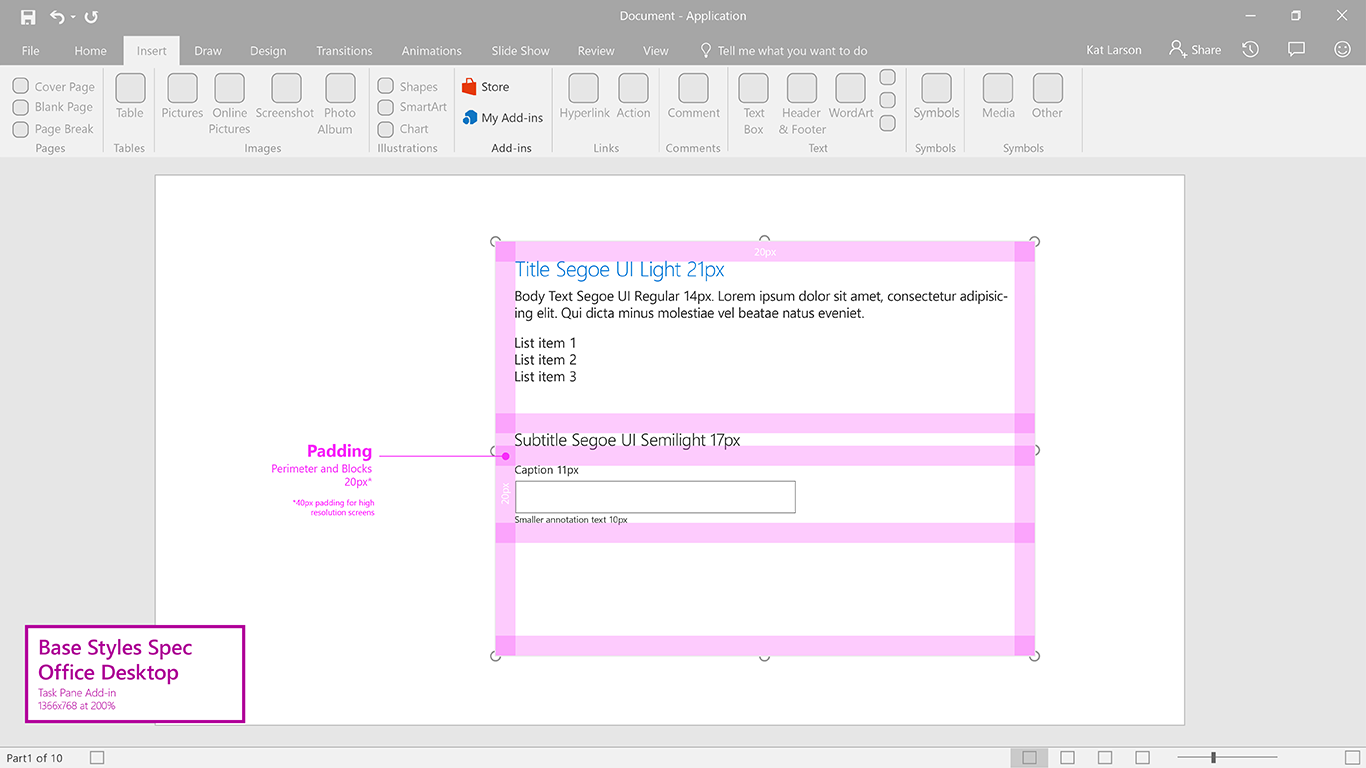 Document - Application
File Home Insert Draw Design Transitions Animations Slide Show Review View Tell me what you want to do Kat Larson Share
Cover Page
Blank Page
Page Break
Pages
Table
Tables
Pictures
Online
Pictures
Screenshot
Photo
Album
Images
Shapes
SmartArt
Chart
Illustrations
Store
My Add-ins
Add-ins
Hyperlink
Action
Links
Comment
Comments
Text
Box
Header
& Footer
WordArt
Text
Symbols
Symbols
Media
Other
Symbols
20px
Title Segoe UI Light 21px
Body Text Segoe UI Regular 14px. Lorem ipsum dolor sit amet, consectetur adipisic-
ing elit. Qui dicta minus molestiae vel beatae natus eveniet.
List item 1
List item 2
List item 3
Subtitle Segoe UI Semilight 17px
Padding
Perimeter and Blocks
20px*
*40px padding for high
resolution screens
Caption 11px
20px
Smaller annotation text 10px
Base Styles Spec
Office Desktop
Task Pane Add-in
1366x768 at 200%
Part1 of 10